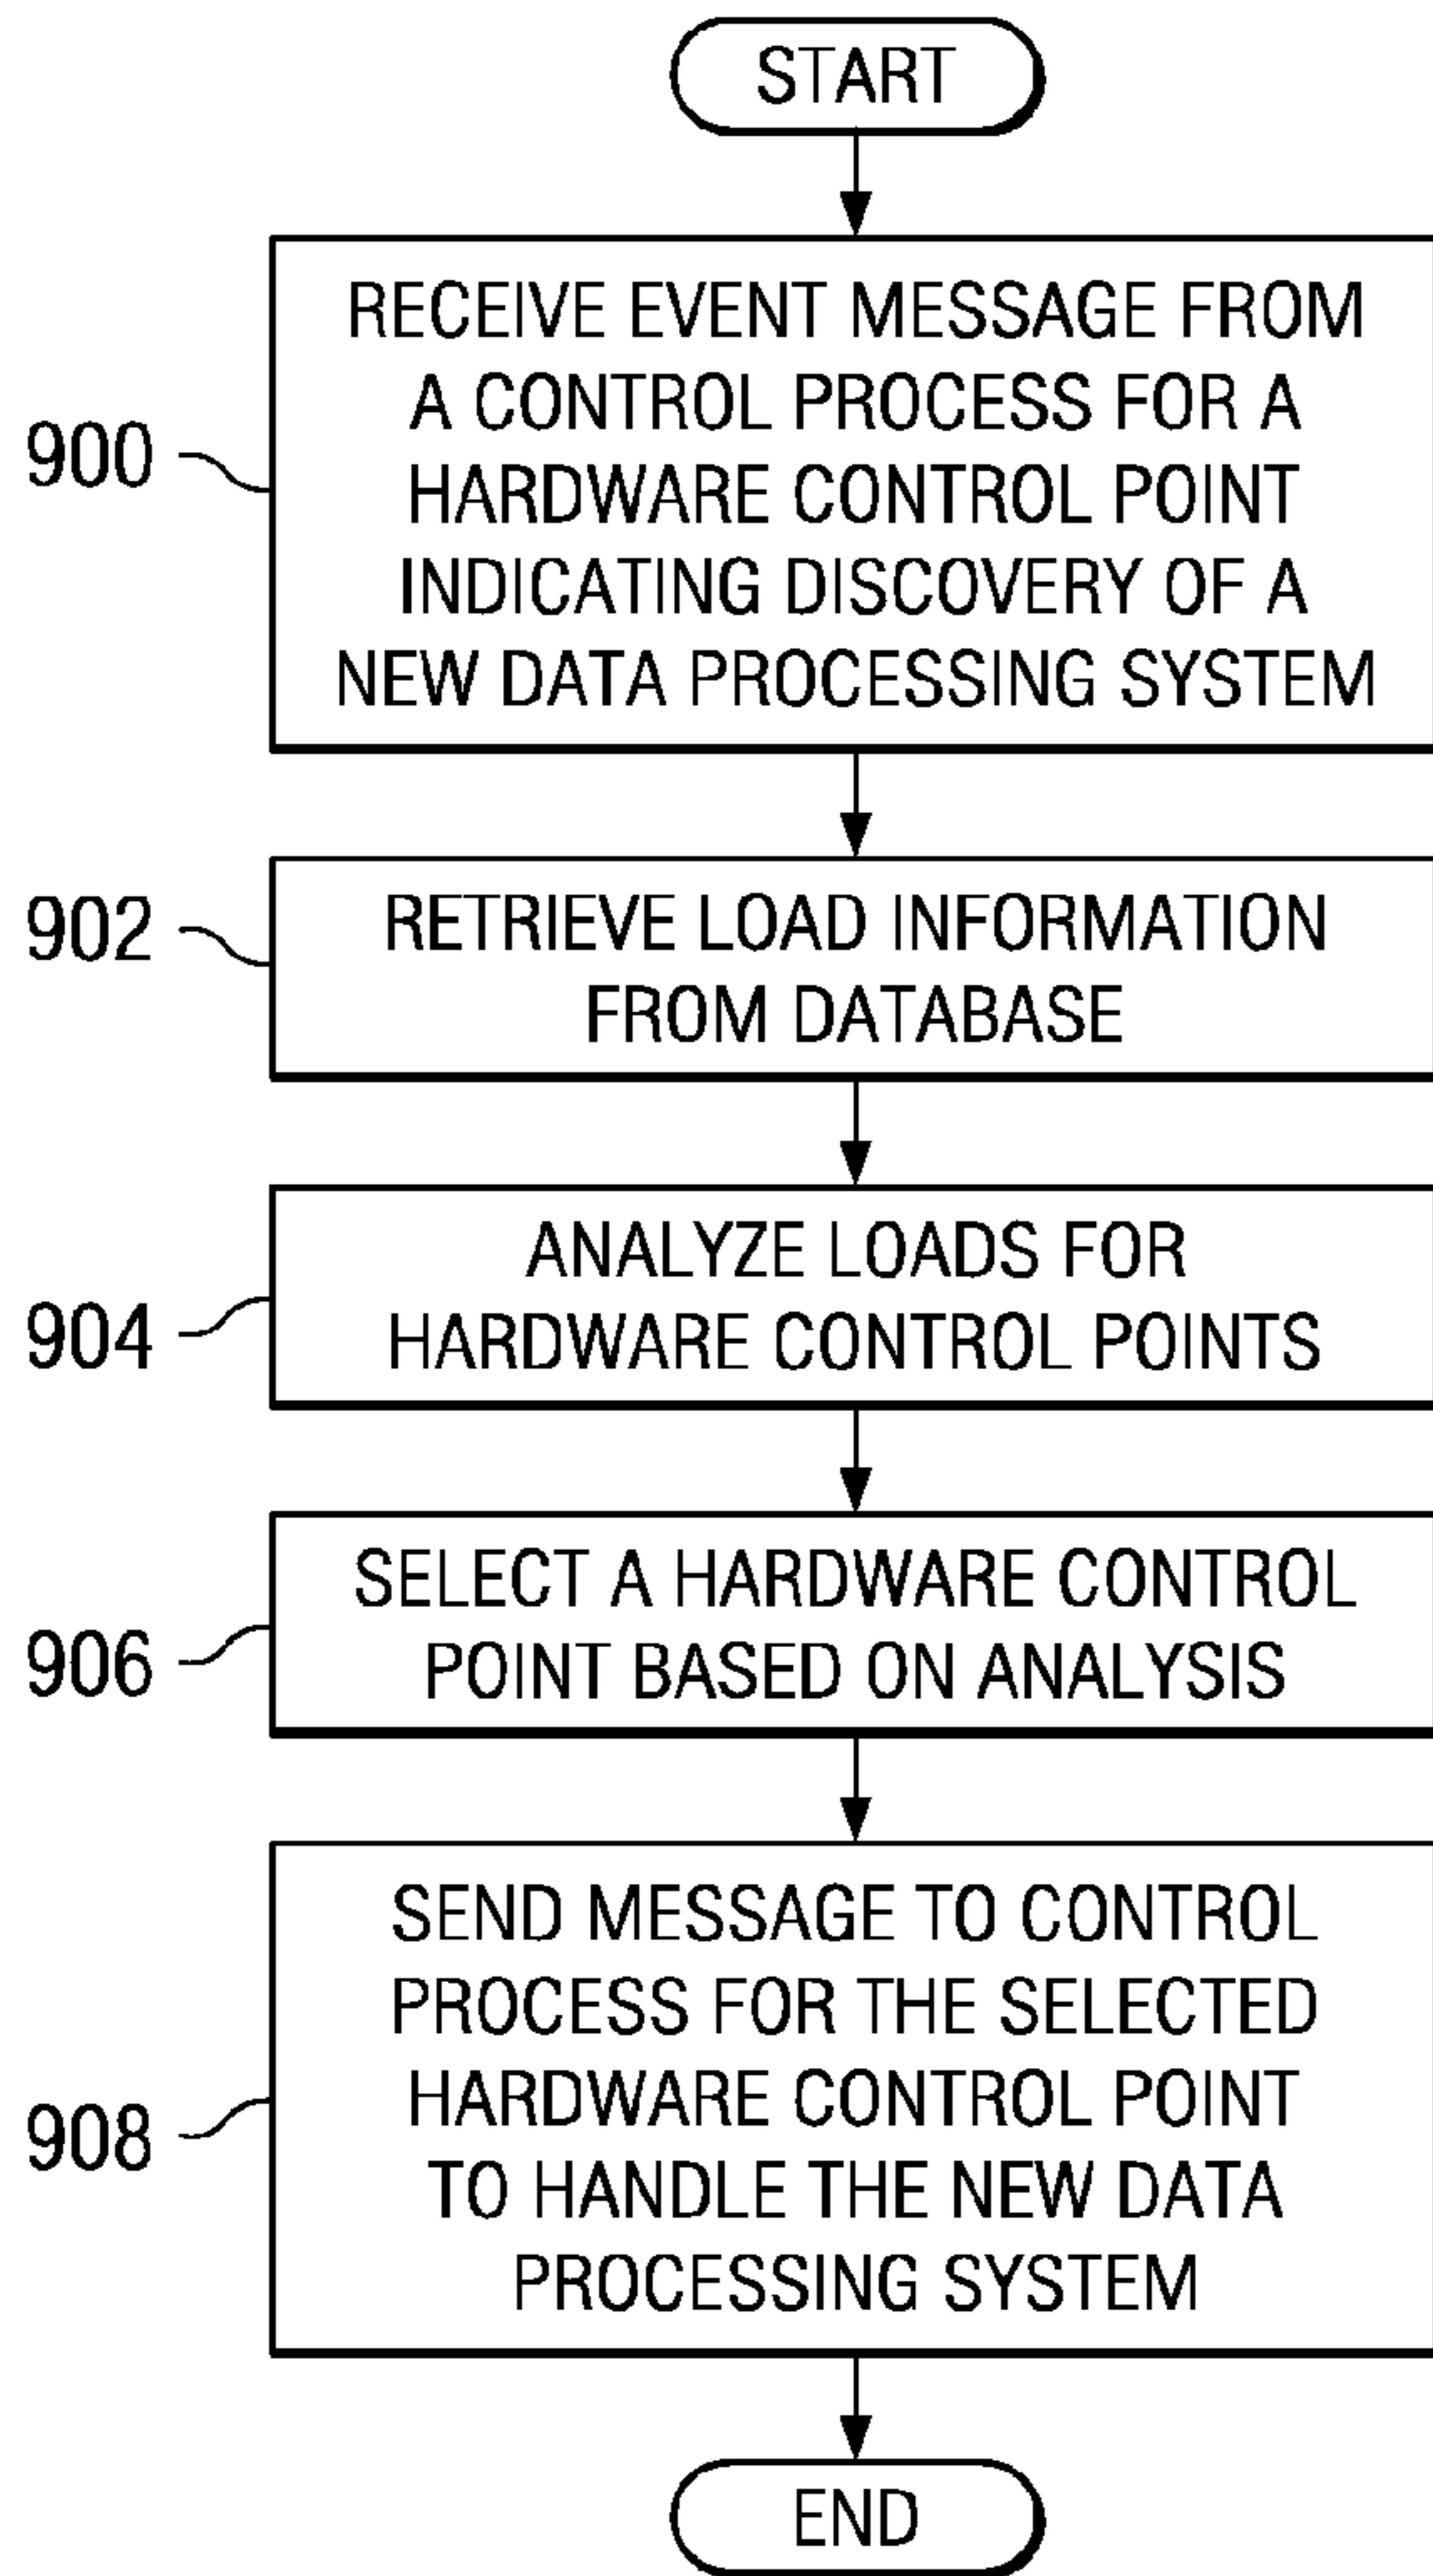 START
RECEIVE EVENT MESSAGE FROM
A CONTROL PROCESS FOR A
HARDWARE CONTROL POINT
INDICATING DISCOVERY OF A
NEW DATA PROCESSING SYSTEM
900
RETRIEVE LOAD INFORMATION
FROM DATABASE
902
ANALYZE LOADS FOR
HARDWARE CONTROL POINTS
904
SELECT A HARDWARE CONTROL
POINT BASED ON ANALYSIS
906
SEND MESSAGE TO CONTROL
PROCESS FOR THE SELECTED
HARDWARE CONTROL POINT
TO HANDLE THE NEW DATA
PROCESSING SYSTEM
908
END